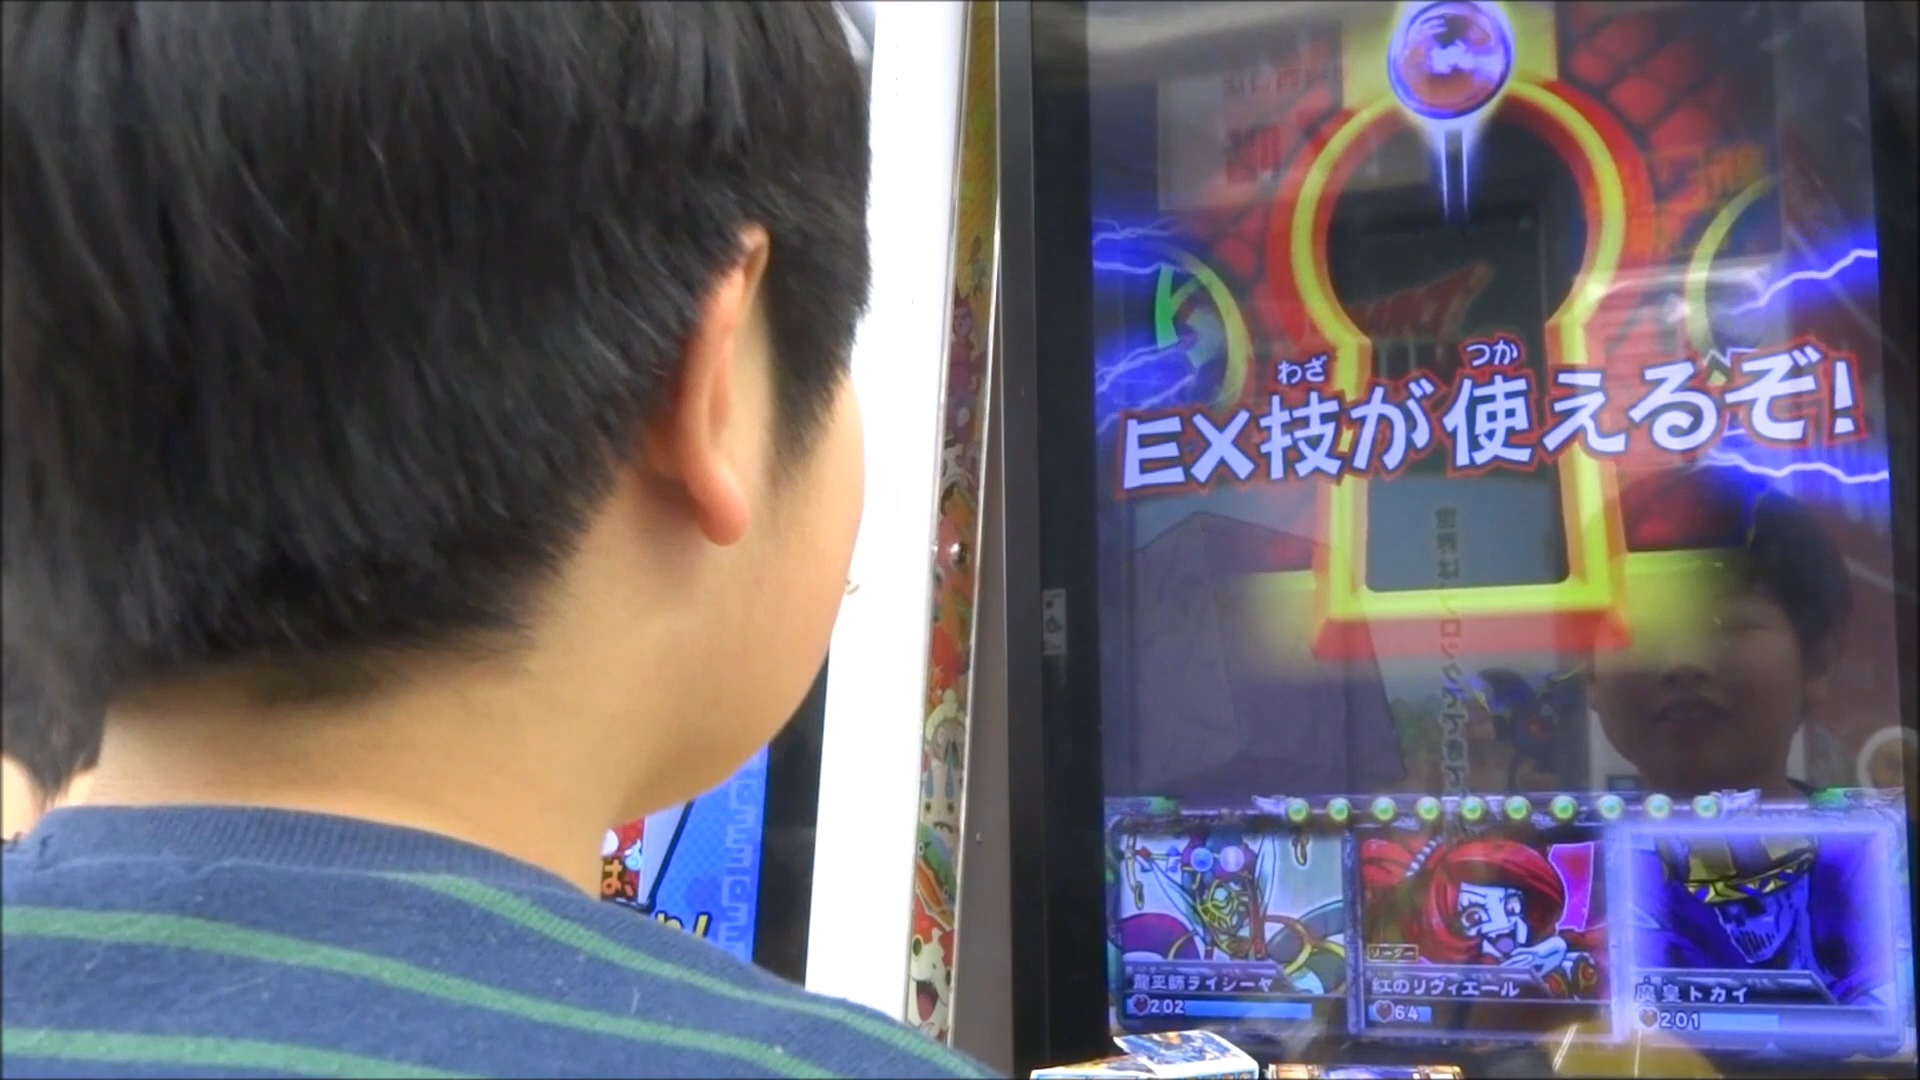 わざ つか
EX技が使えるぞ!
リーダー
龍巫師ライシーヤ
紅のリヴィエール
魔皇トカイ
202
64
201
は、